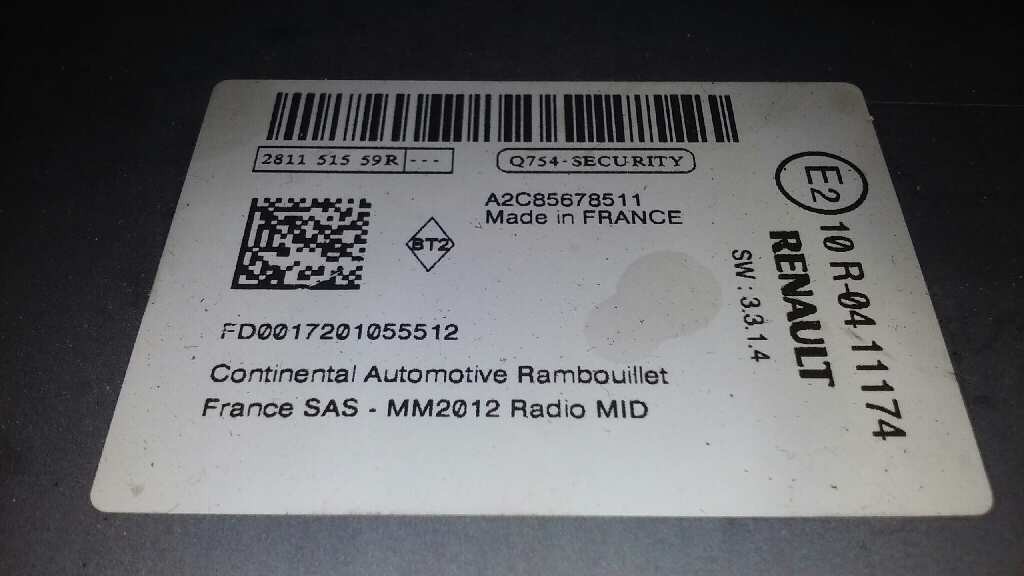 2811 515 59R ---
Q754-SECURITY
A2C85678511
Made in FRANCE
BT2
FD0017201055512
Continental Automotive Rambouillet
France SAS - MM2012 Radio MID
E2
10 R-04 11174
RENAULT
SW : 3.3.1.4